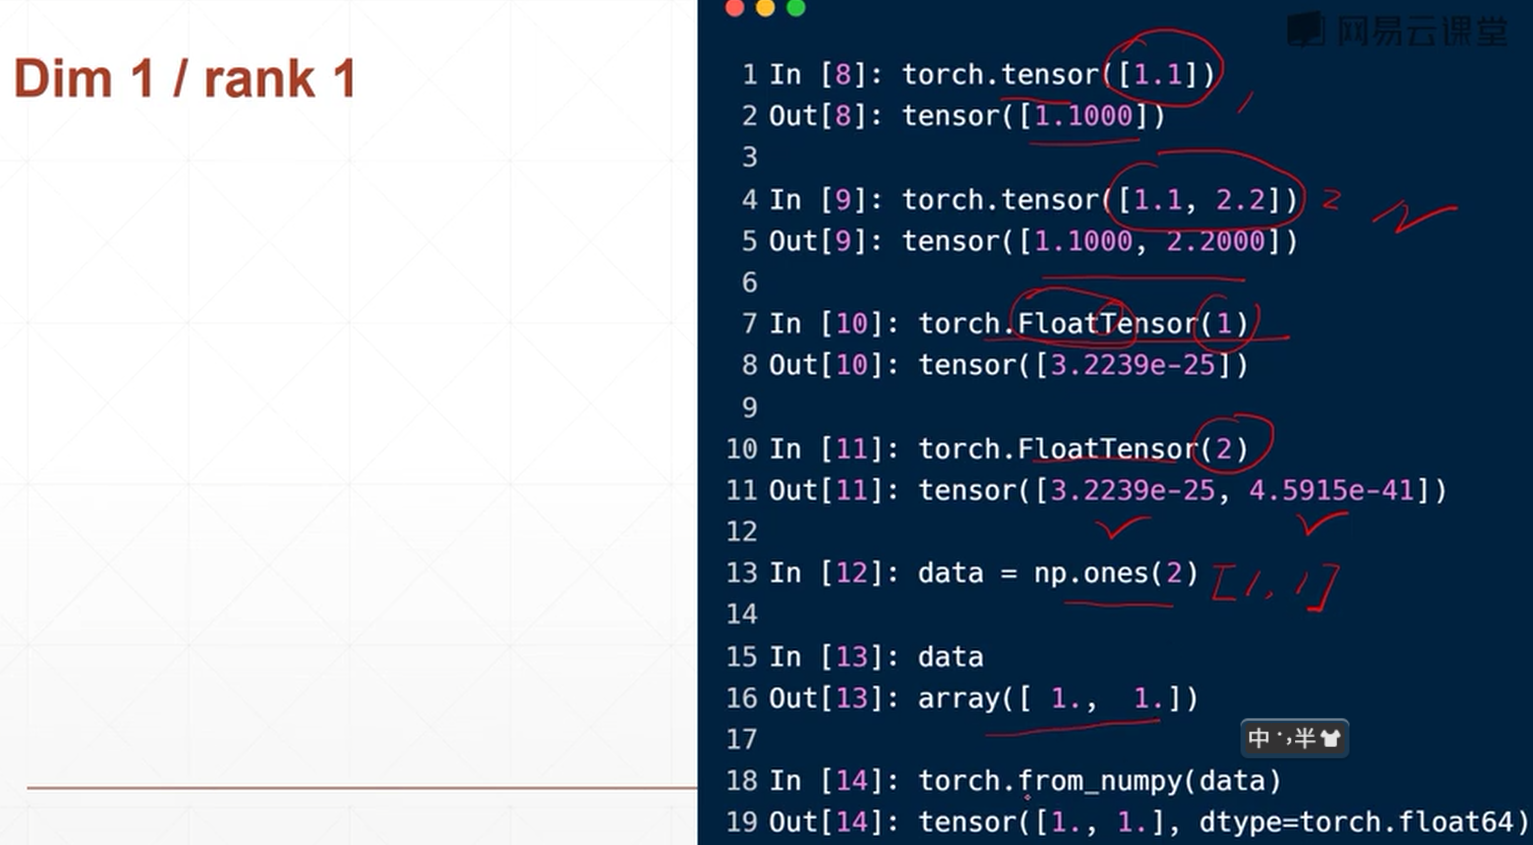 Dim 1 / rank 1
网易云课堂
1 In [8]: torch.tensor([1.1])
2 Out[8]: tensor([1.1000])
3
4 In [9]: torch.tensor([1.1, 2.2]) 2
5 Out[9]: tensor([1.1000, 2.2000])
6
7 In [10]: torch.FloatTensor(1)
8 Out[10]: tensor([3.2239e-25])
9
10 In [11]: torch.FloatTensor(2)
11 Out[11]: tensor([3.2239e-25, 4.5915e-41])
12
13 In [12]: data = np.ones(2) [1, 1]
14
15 In [13]: data
16 Out[13]: array([ 1.,  1.])
17
中 ·, 半
18 In [14]: torch.from_numpy(data)
19 Out[14]: tensor([1., 1.], dtype=torch.float64)